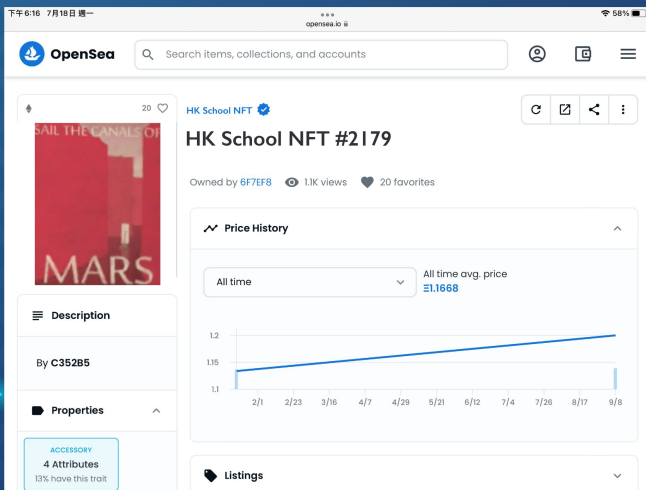 下午6:16 7月18日 週一
opensea.io
58%
OpenSea
Search items, collections, and accounts
20
SAIL THE CANALS OF
MARS
HK School NFT
HK School NFT #2179
Owned by 6F7EF8 1.1K views 20 favorites
Price History
All time
All time avg. price
Ξ1.1668
1.2
1.15
1.1
2/1 2/23 3/16 4/7 4/29 5/21 6/12 7/4 7/26 8/17 9/8
Description
By C352B5
Properties
ACCESSORY
4 Attributes
13% have this trait
Listings